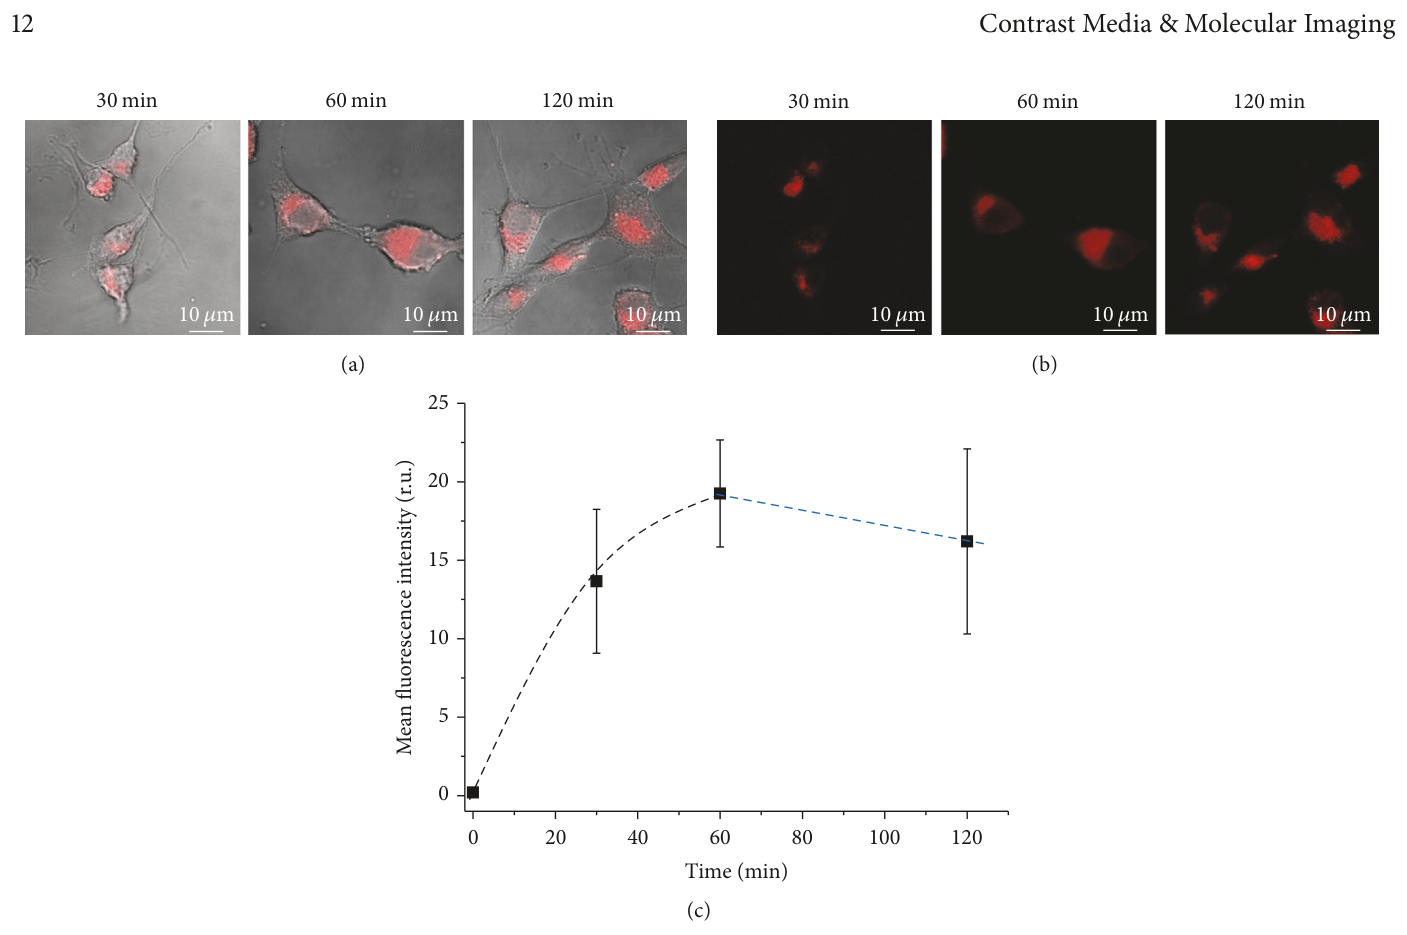 12
Contrast Media & Molecular Imaging
30 min
60 min
120 min
30 min
60 min
120 min
10 μm
10 μm
10 μm
10 μm
10 μm
10 μm
(a)
(b)
25
20
15
10
5
0
Mean fluorescence intensity (r.u.)
0
20
40
60
80
100
120
Time (min)
(c)